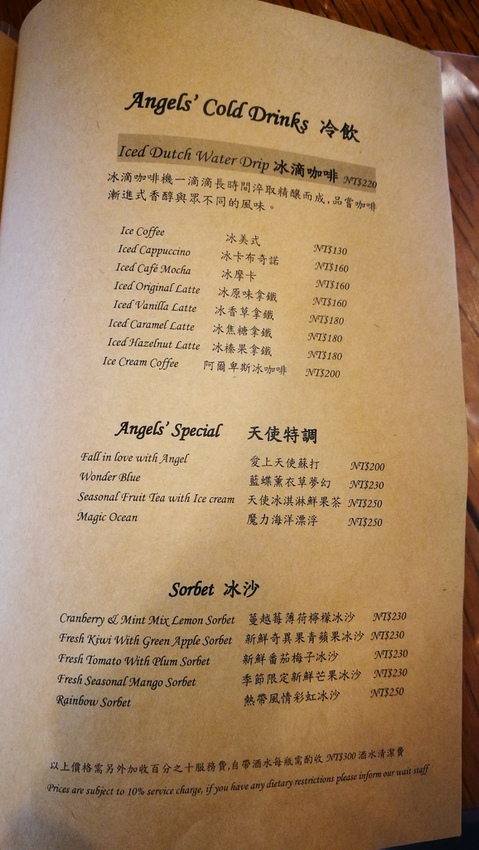 Angels' Cold Drinks 冷飲
Iced Dutch Water Drip 冰滴咖啡 NT$220
冰滴咖啡機一滴滴長時間淬取精釀而成,品嘗咖啡
漸進式香醇與眾不同的風味。
Ice Coffee 冰美式 NT$130
Iced Cappuccino 冰卡布奇諾 NT$160
Iced Café Mocha 冰摩卡 NT$160
Iced Original Latte 冰原味拿鐵 NT$160
Iced Vanilla Latte 冰香草拿鐵 NT$180
Iced Caramel Latte 冰焦糖拿鐵 NT$180
Iced Hazelnut Latte 冰榛果拿鐵 NT$180
Ice Cream Coffee 阿爾卑斯冰咖啡 NT$200
Angels' Special 天使特調
Fall in love with Angel 愛上天使蘇打 NT$200
Wonder Blue 藍蝶薰衣草夢幻 NT$230
Seasonal Fruit Tea with Ice cream 天使冰淇淋鮮果茶 NT$250
Magic Ocean 魔力海洋漂浮 NT$250
Sorbet 冰沙
Cranberry & Mint Mix Lemon Sorbet 蔓越莓薄荷檸檬冰沙 NT$230
Fresh Kiwi With Green Apple Sorbet 新鮮奇異果青蘋果冰沙 NT$230
Fresh Tomato With Plum Sorbet 新鮮番茄梅子冰沙 NT$230
Fresh Seasonal Mango Sorbet 季節限定新鮮芒果冰沙 NT$230
Rainbow Sorbet 熱帶風情彩虹冰沙 NT$250
以上價格需另外加收百分之十服務費,自帶酒水每瓶需酌收 NT$300 酒水清潔費
Prices are subject to 10% service charge, if you have any dietary restrictions please inform our wait staff